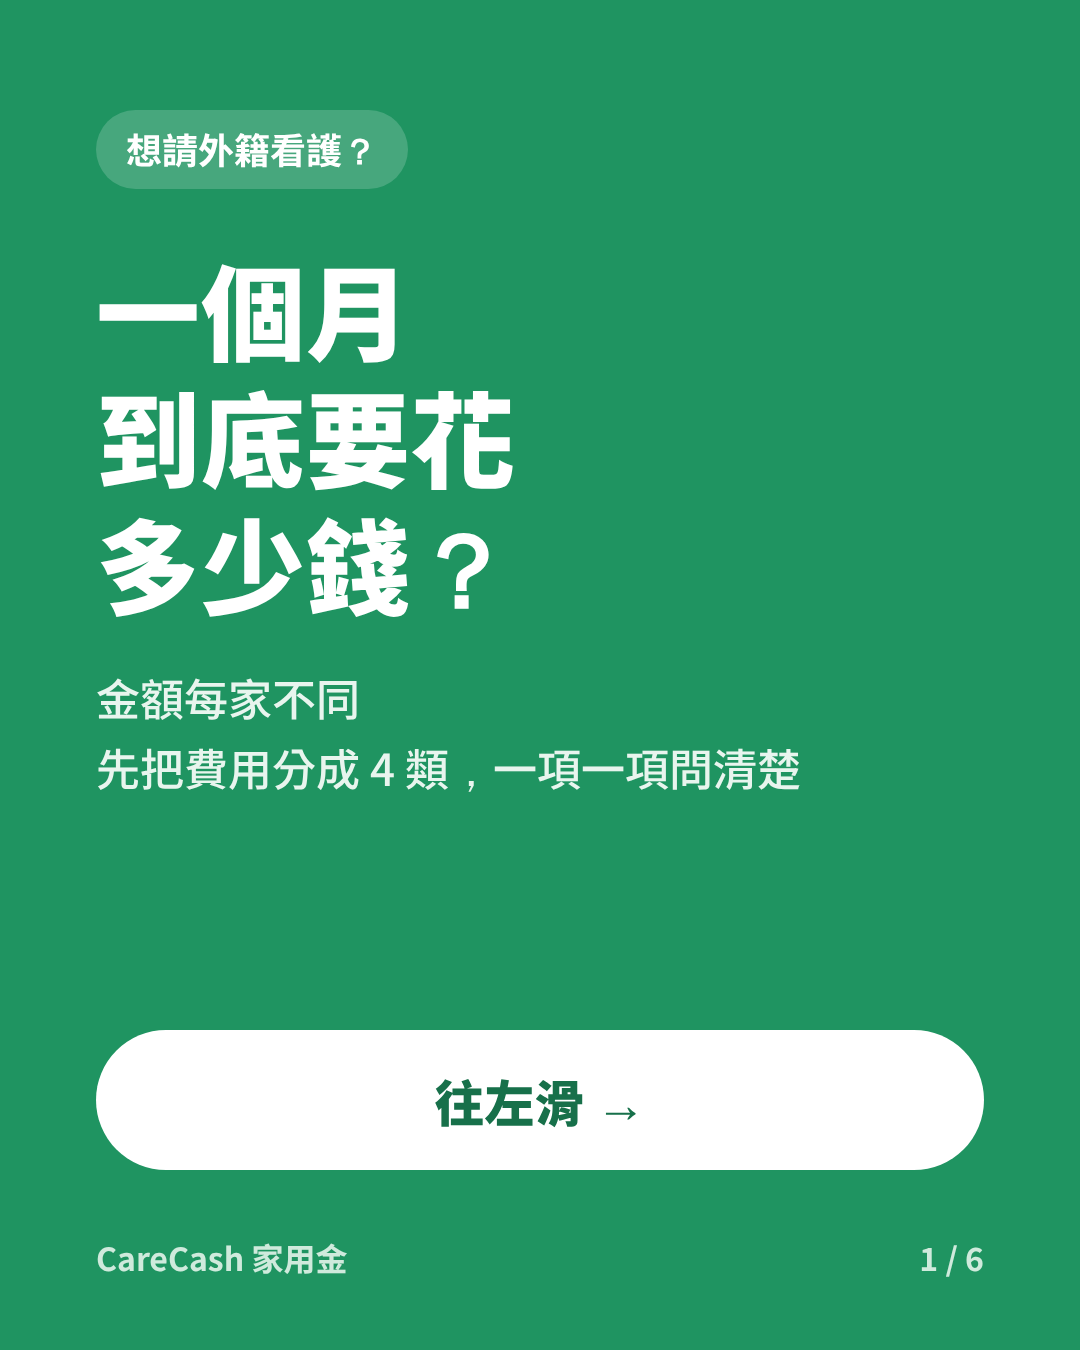 想請外籍看護？
一個月
到底要花
多少錢？
金額每家不同
先把費用分成 4 類，一項一項問清楚
往左滑 →
CareCash 家用金
1 / 6